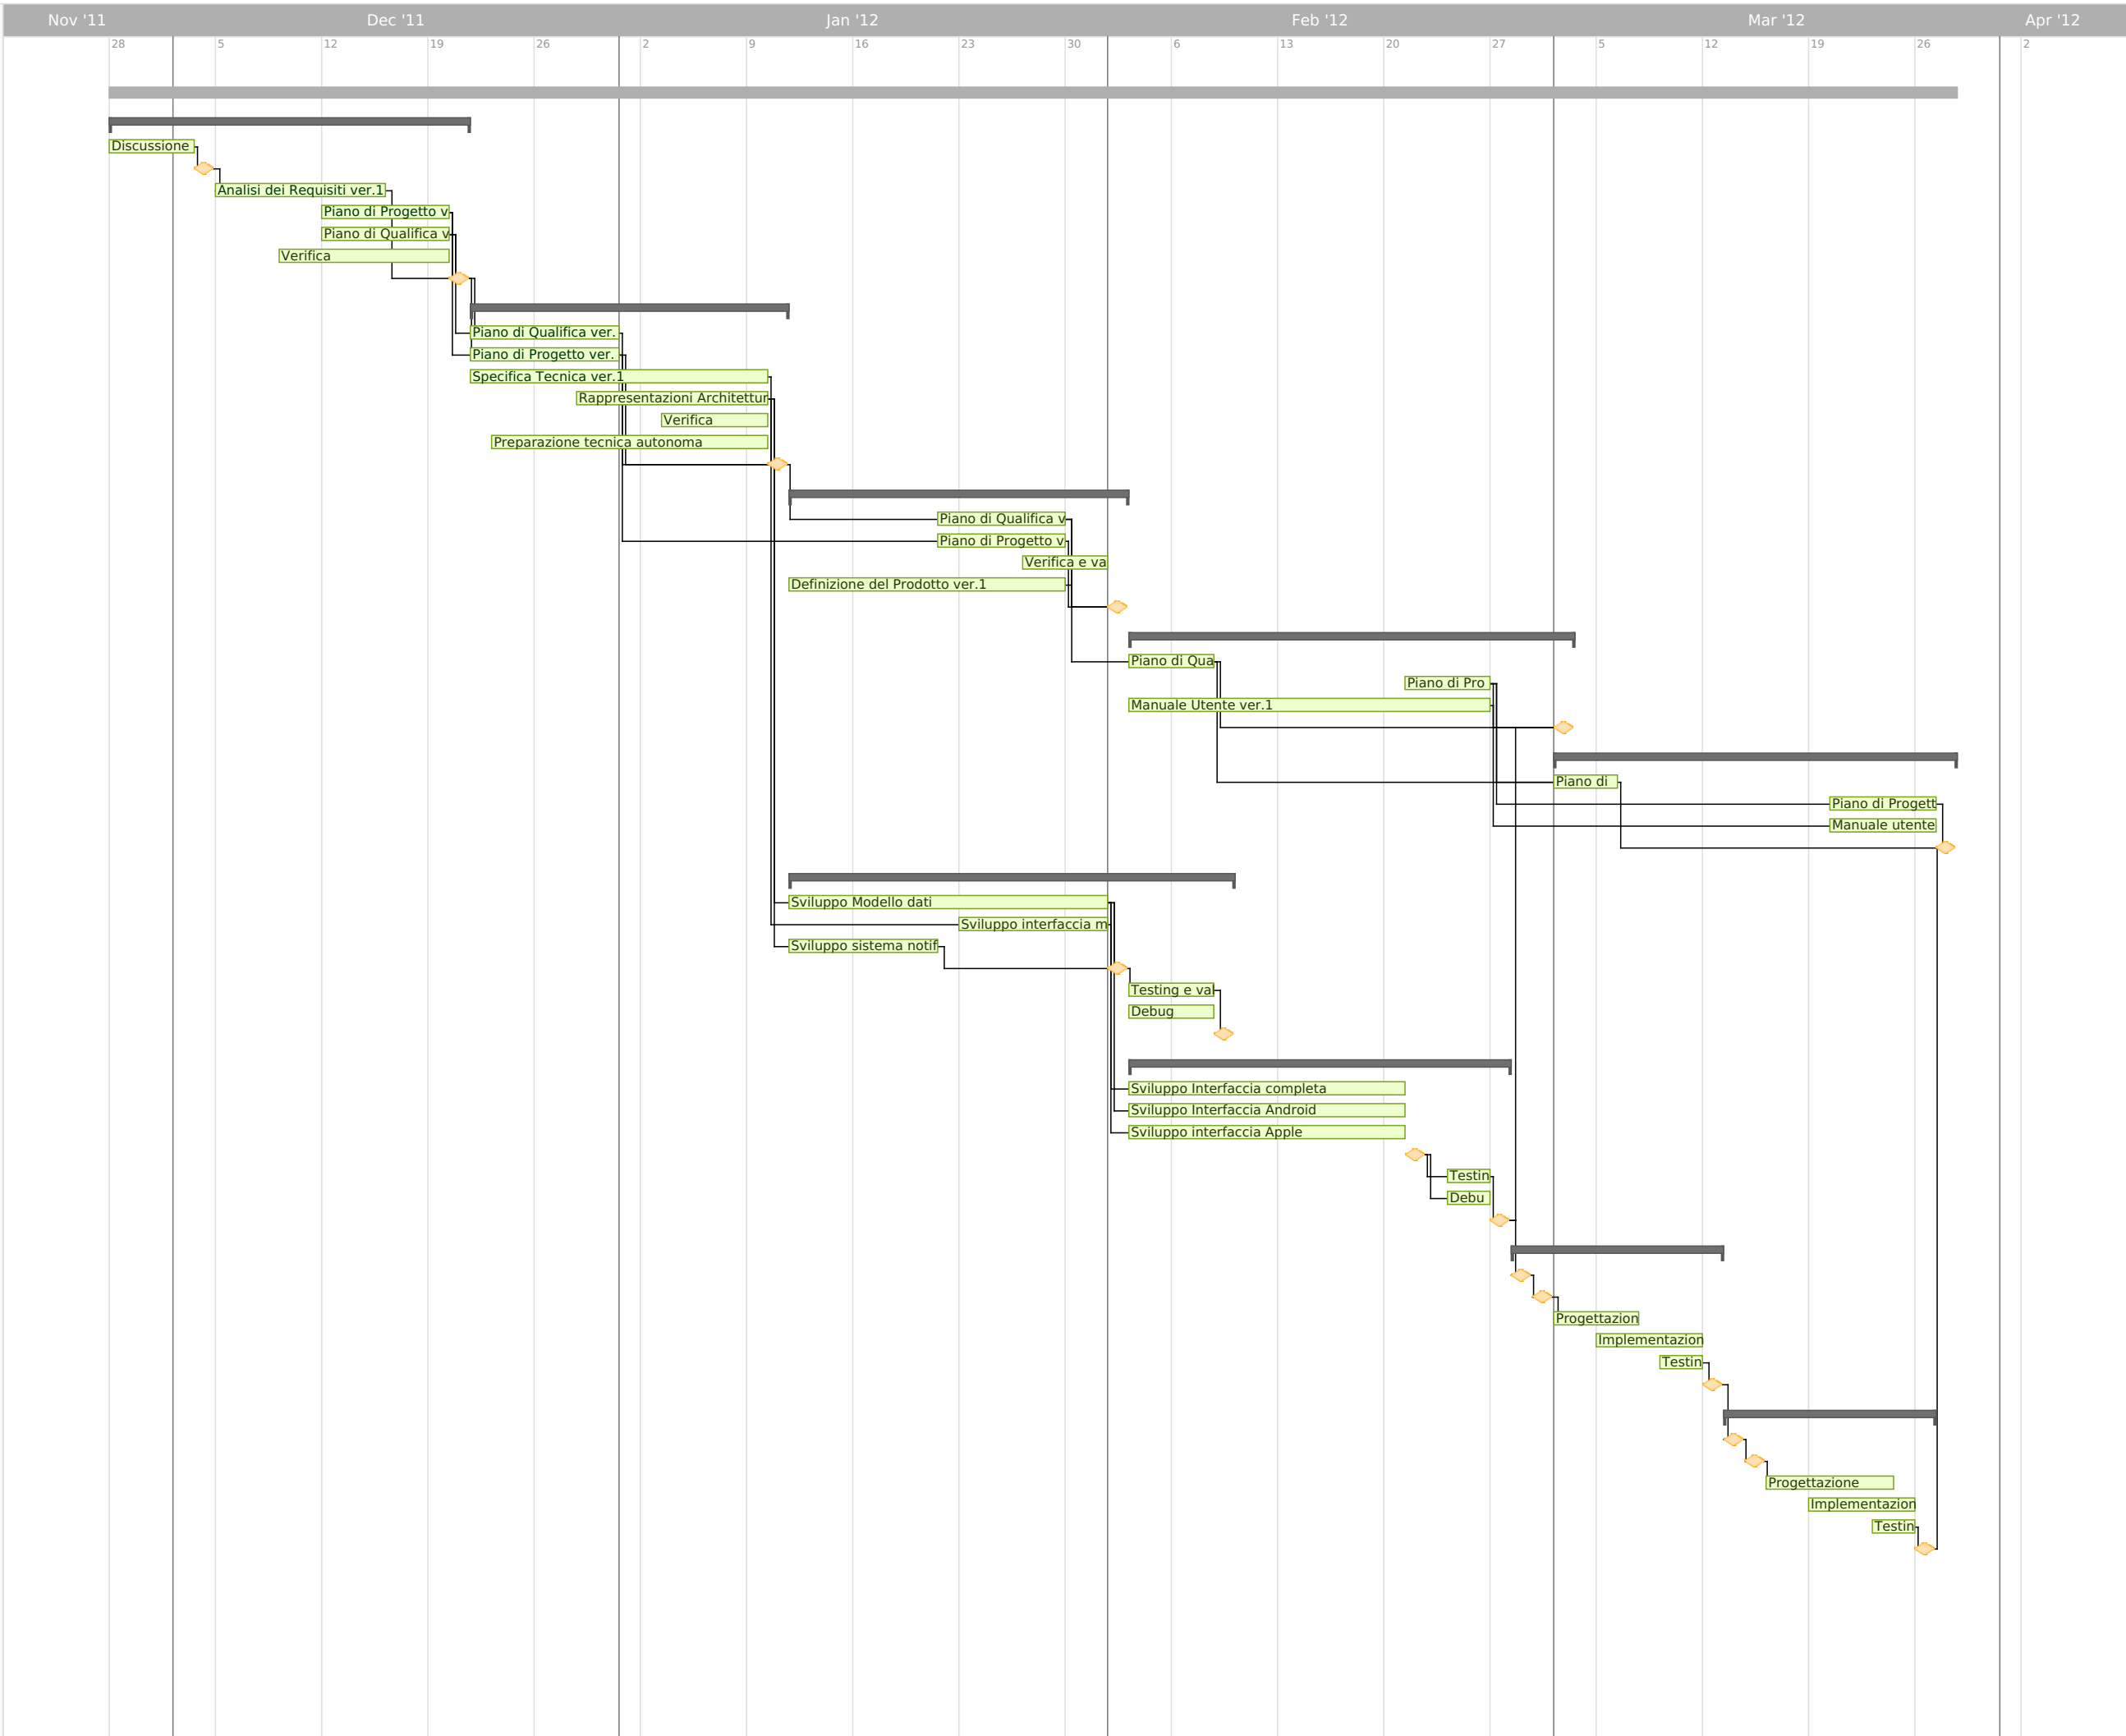 Nov '11 Dec '11 Jan '12 Feb '12 Mar '12 Apr '12
28 5 12 19 26 2 9 16 23 30 6 13 20 27 5 12 19 26 2
Discussione
Analisi dei Requisiti ver.1
Piano di Progetto v
Piano di Qualifica v
Verifica
Piano di Qualifica ver.
Piano di Progetto ver.
Specifica Tecnica ver.1
Rappresentazioni Architettur
Verifica
Preparazione tecnica autonoma
Piano di Qualifica v
Piano di Progetto v
Verifica e va
Definizione del Prodotto ver.1
Piano di Qua
Piano di Pro
Manuale Utente ver.1
Piano di
Piano di Progett
Manuale utente
Sviluppo Modello dati
Sviluppo interfaccia m
Sviluppo sistema notif
Testing e val
Debug
Sviluppo Interfaccia completa
Sviluppo Interfaccia Android
Sviluppo interfaccia Apple
Testin
Debu
Progettazion
Implementazion
Testin
Progettazione
Implementazion
Testin